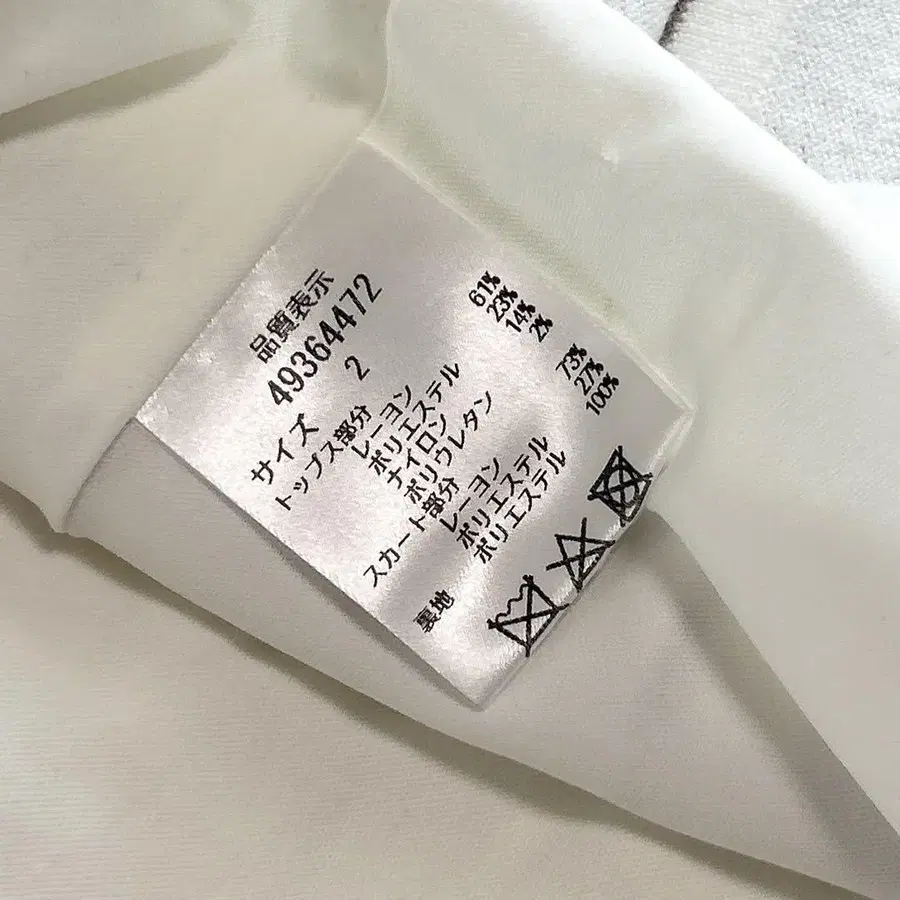 品質表示
49364472
サイズ 2
トップス部分
レーヨン 61%
ポリエステル 23%
ナイロン 14%
ポリウレタン 2%
スカート部分
レーヨン 73%
ポリエステル 27%
裏地 ポリエステル 100%